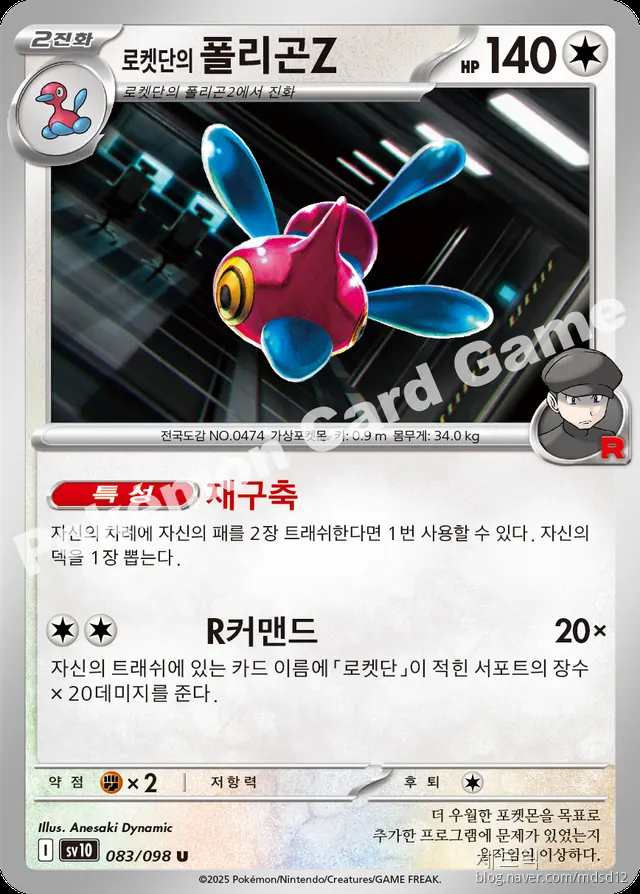 2진화
로켓단의 폴리곤Z
HP 140
로켓단의 폴리곤2에서 진화
Pokémon Card Game
R
전국도감 NO.0474 가상포켓몬 키: 0.9 m 몸무게: 34.0 kg
특성 재구축
자신의 차례에 자신의 패를 2장 트래쉬한다면 1번 사용할 수 있다. 자신의
덱을 1장 뽑는다.
R커맨드 20×
자신의 트래쉬에 있는 카드 이름에 「로켓단」이 적힌 서포트의 장수
× 20데미지를 준다.
약점 ×2 저항력 후퇴
Illus. Anesaki Dynamic
더 우월한 포켓몬을 목표로
추가한 프로그램에 문제가 있었는지
이상하다.
I sv10 083/098 U
blog.naver.com/mdsd12
©2025 Pokémon/Nintendo/Creatures/GAME FREAK.